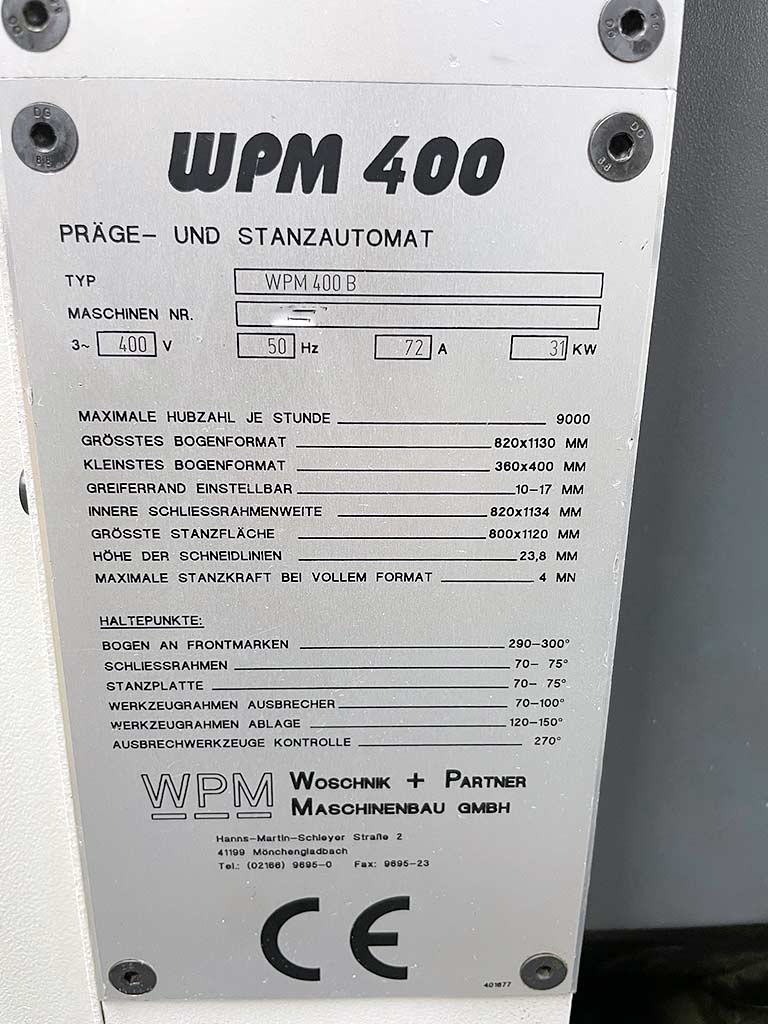 WPM 400
PRÄGE- UND STANZAUTOMAT
TYP WPM 400 B
MASCHINEN NR.
3~ 400 V 50 Hz 72 A 31 KW
MAXIMALE HUBZAHL JE STUNDE 9000
GRÖSSTES BOGENFORMAT 820x1130 MM
KLEINSTES BOGENFORMAT 360x400 MM
GREIFERRAND EINSTELLBAR 10-17 MM
INNERE SCHLIESSRAHMENWEITE 820x1134 MM
GRÖSSTE STANZFLÄCHE 800x1120 MM
HÖHE DER SCHNEIDLINIEN 23,8 MM
MAXIMALE STANZKRAFT BEI VOLLEM FORMAT 4 MN
HALTEPUNKTE:
BOGEN AN FRONTMARKEN 290-300°
SCHLIESSRAHMEN 70- 75°
STANZPLATTE 70- 75°
WERKZEUGRAHMEN AUSBRECHER 70-100°
WERKZEUGRAHMEN ABLAGE 120-150°
AUSBRECHWERKZEUGE KONTROLLE 270°
WPM WOSCHNIK + PARTNER
MASCHINENBAU GMBH
Hanns-Martin-Schleyer Straße 2
41199 Mönchengladbach
Tel.: (02166) 9695-0 Fax: 9695-23
CE
401677